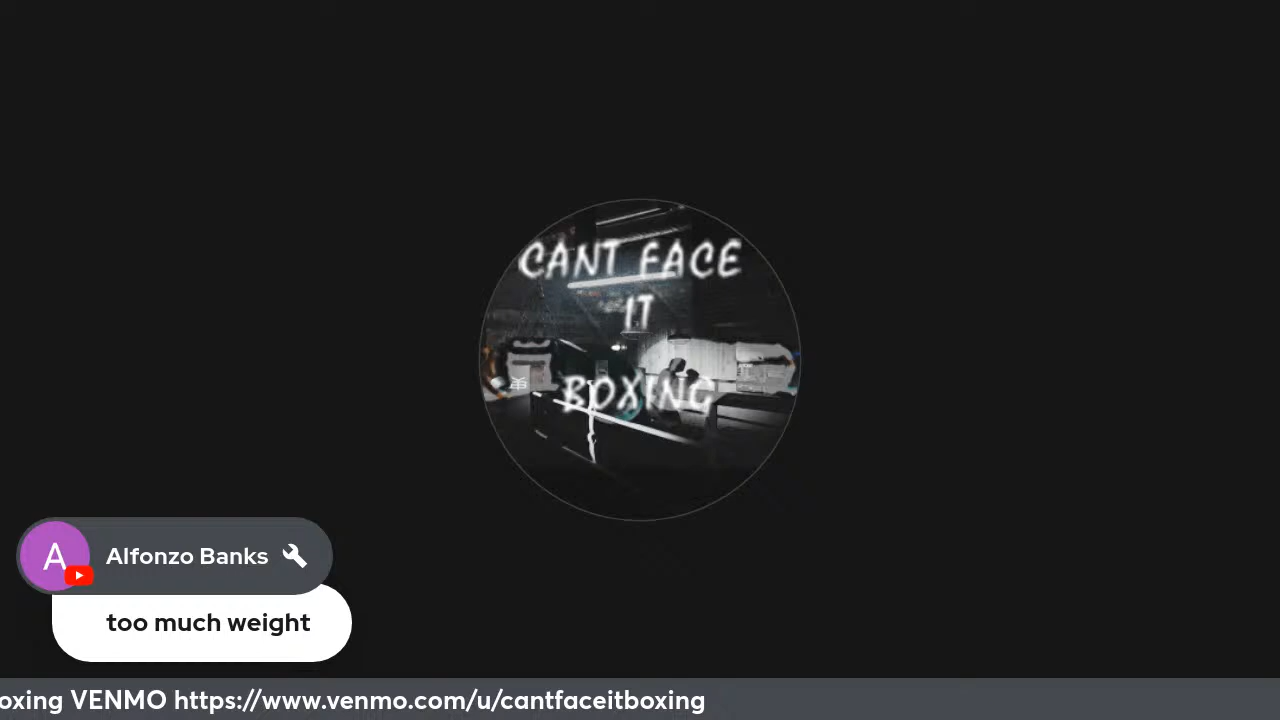 CANT FACE
IT
BOXING
A
Alfonzo Banks
too much weight
oxing VENMO https://www.venmo.com/u/cantfaceitboxing